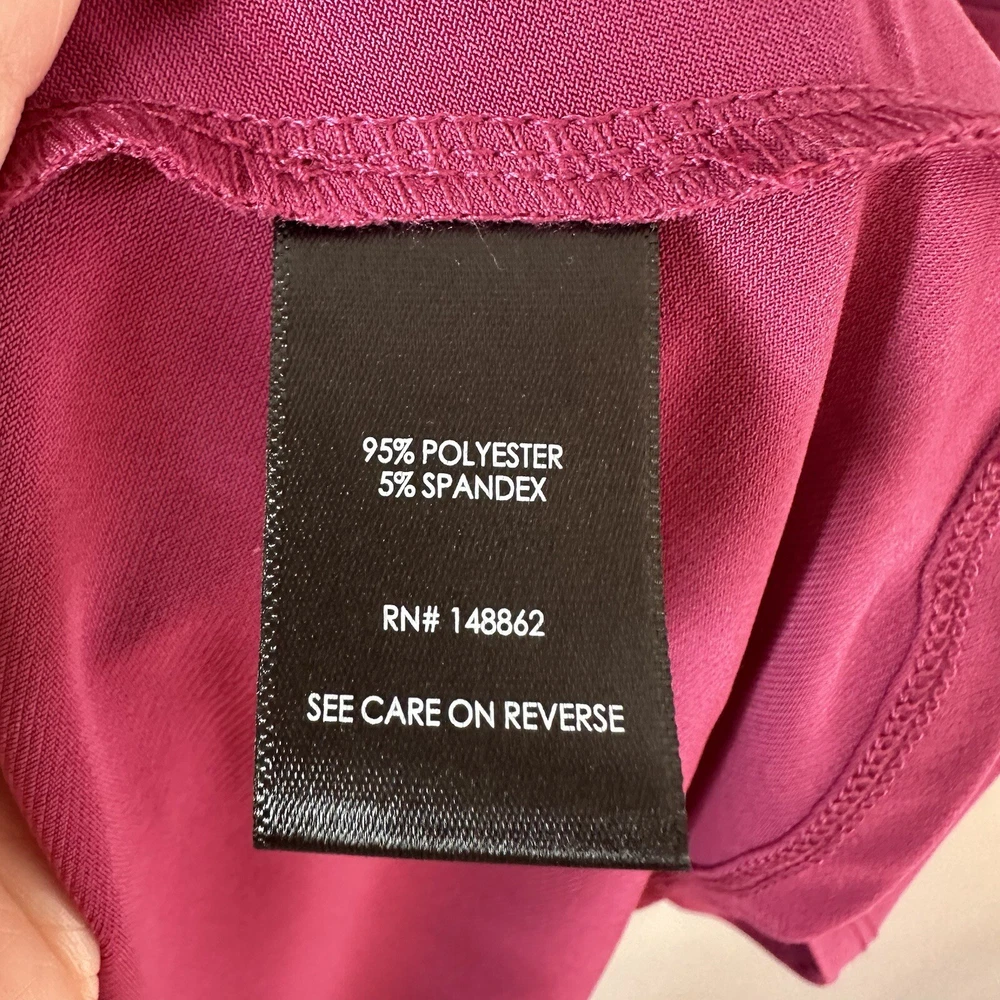 95% POLYESTER
5% SPANDEX
RN# 148862
SEE CARE ON REVERSE